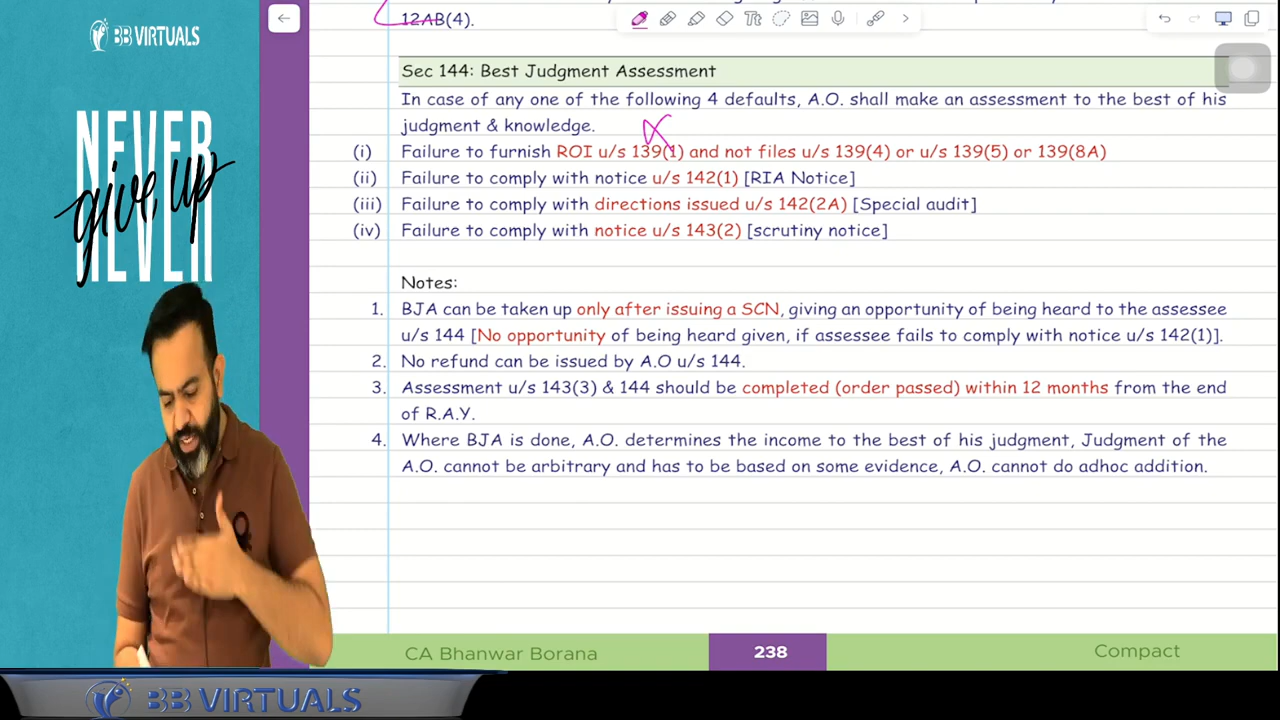 12AB(4).
BB VIRTUALS
Sec 144: Best Judgment Assessment
In case of any one of the following 4 defaults, A.O. shall make an assessment to the best of his
judgment & knowledge.
(i) Failure to furnish ROI u/s 139(1) and not files u/s 139(4) or u/s 139(5) or 139(8A)
(ii) Failure to comply with notice u/s 142(1) [RIA Notice]
(iii) Failure to comply with directions issued u/s 142(2A) [Special audit]
(iv) Failure to comply with notice u/s 143(2) [scrutiny notice]
Notes:
1. BJA can be taken up only after issuing a SCN, giving an opportunity of being heard to the assessee
u/s 144 [No opportunity of being heard given, if assessee fails to comply with notice u/s 142(1)].
2. No refund can be issued by A.O u/s 144.
3. Assessment u/s 143(3) & 144 should be completed (order passed) within 12 months from the end
of R.A.Y.
4. Where BJA is done, A.O. determines the income to the best of his judgment, Judgment of the
A.O. cannot be arbitrary and has to be based on some evidence, A.O. cannot do adhoc addition.
NEVER
give up
NEVER
CA Bhanwar Borana
238
Compact
BB VIRTUALS